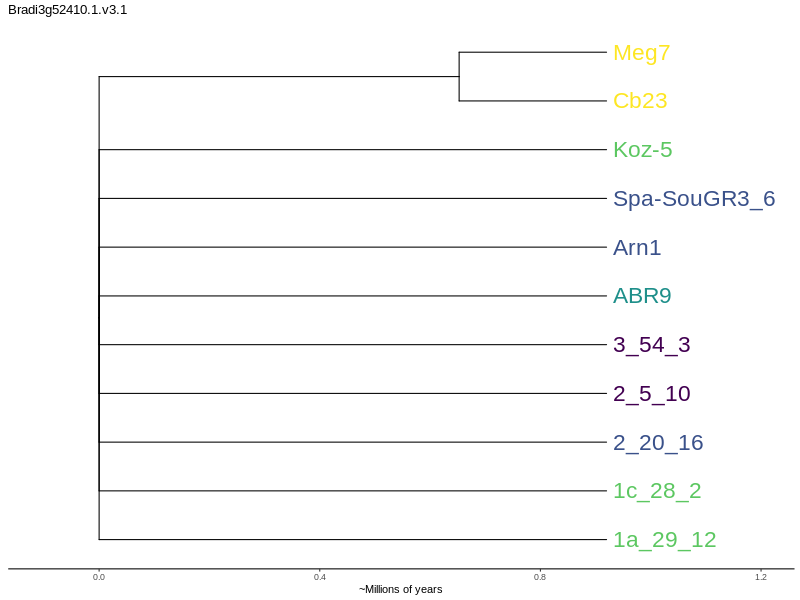 Bradi3g52410.1.v3.1
Meg7
Cb23
Koz-5
Spa-SouGR3_6
Arn1
ABR9
3_54_3
2_5_10
2_20_16
1c_28_2
1a_29_12
0.0 0.4 0.8 1.2
~Millions of years